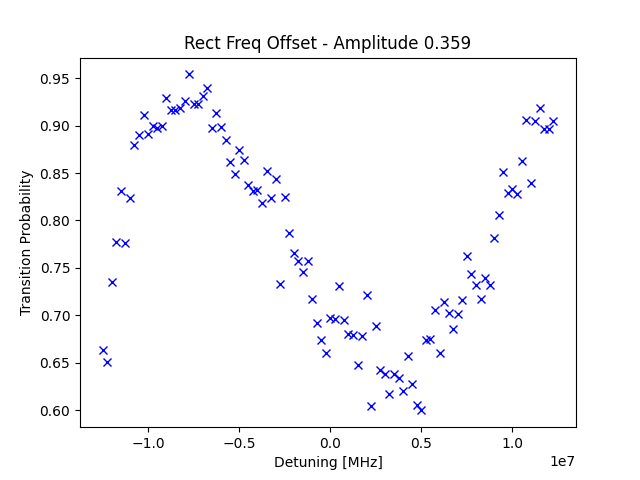 Rect Freq Offset - Amplitude 0.359
Transition Probability
0.95
0.90
0.85
0.80
0.75
0.70
0.65
0.60
−1.0 −0.5 0.0 0.5 1.0
1e7
Detuning [MHz]